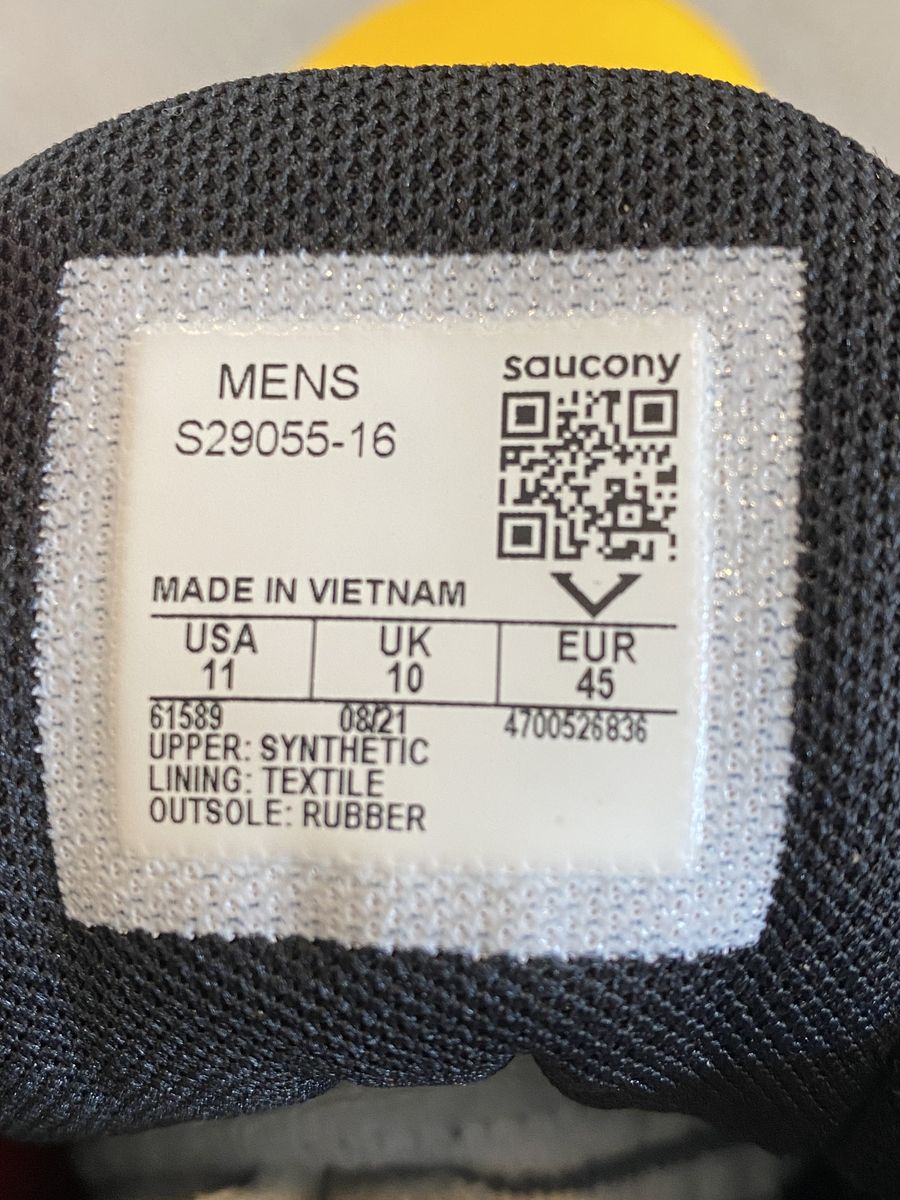 MENS
S29055-16
saucony
MADE IN VIETNAM
USA UK EUR
11 10 45
61589 08/21 4700526836
UPPER: SYNTHETIC
LINING: TEXTILE
OUTSOLE: RUBBER